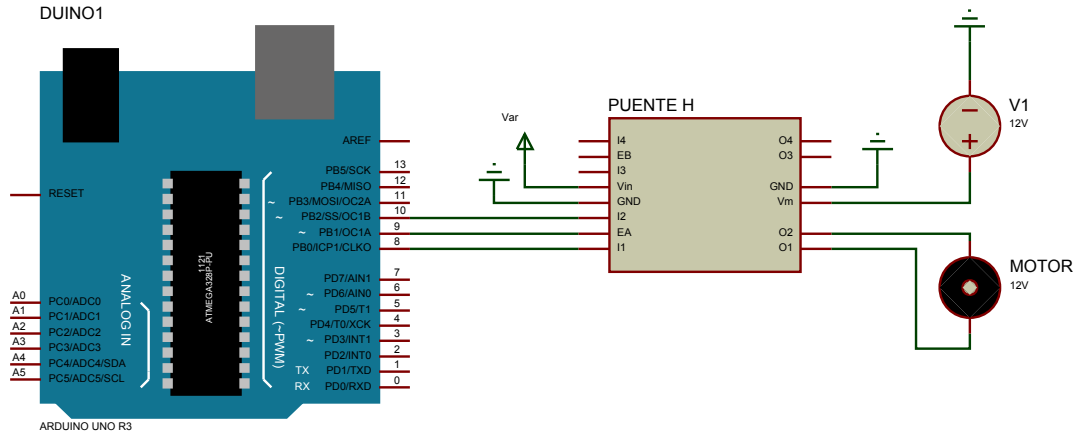 DUINO1
AREF
PB5/SCK 13
PB4/MISO 12
RESET
~ PB3/MOSI/OC2A 11
~ PB2/SS/OC1B 10
~ PB1/OC1A 9
PB0/ICP1/CLKO 8
1121
ATMEGA328P-PU
ANALOG IN
DIGITAL (~PWM)
PD7/AIN1 7
~ PD6/AIN0 6
~ PD5/T1 5
PD4/T0/XCK 4
~ PD3/INT1 3
PD2/INT0 2
TX PD1/TXD 1
RX PD0/RXD 0
A0 PC0/ADC0
A1 PC1/ADC1
A2 PC2/ADC2
A3 PC3/ADC3
A4 PC4/ADC4/SDA
A5 PC5/ADC5/SCL
ARDUINO UNO R3
Var
PUENTE H
I4
EB
I3
Vin
GND
I2
EA
I1
O4
O3
GND
Vm
O2
O1
V1
12V
MOTOR
12V